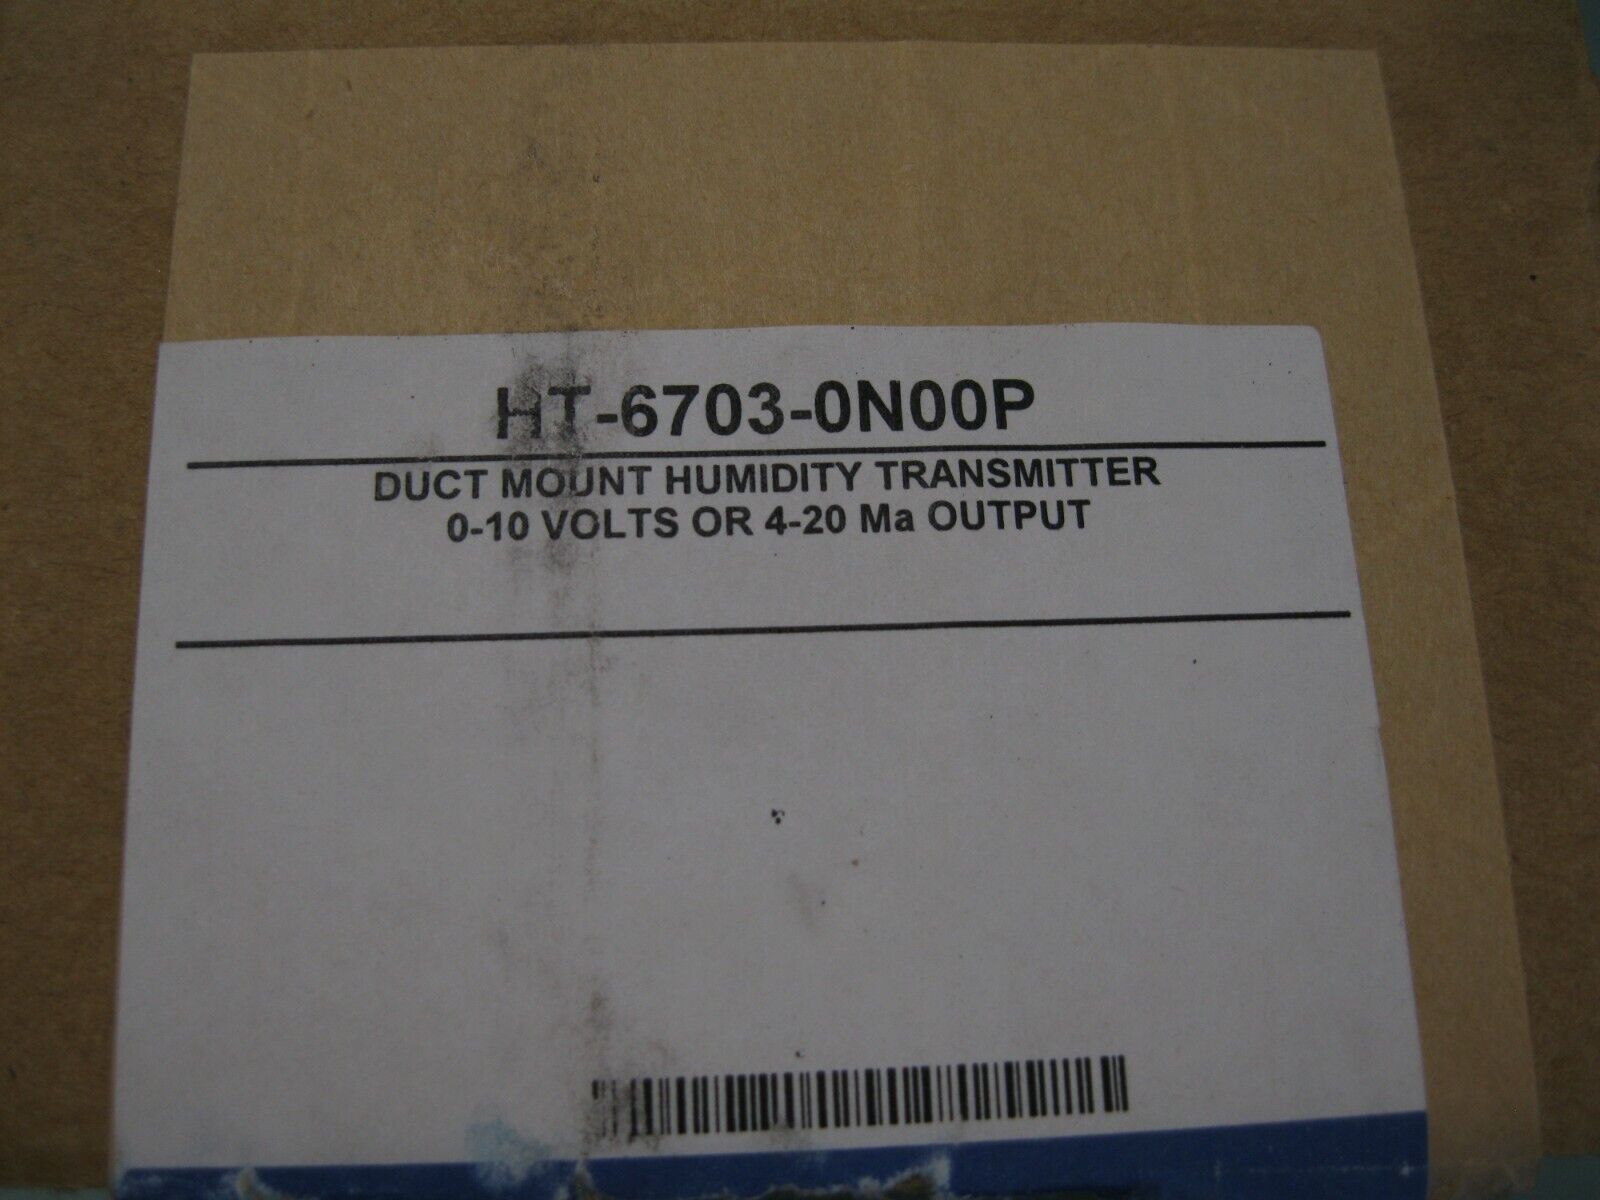 HT-6703-0N00P
DUCT MOUNT HUMIDITY TRANSMITTER
0-10 VOLTS OR 4-20 Ma OUTPUT